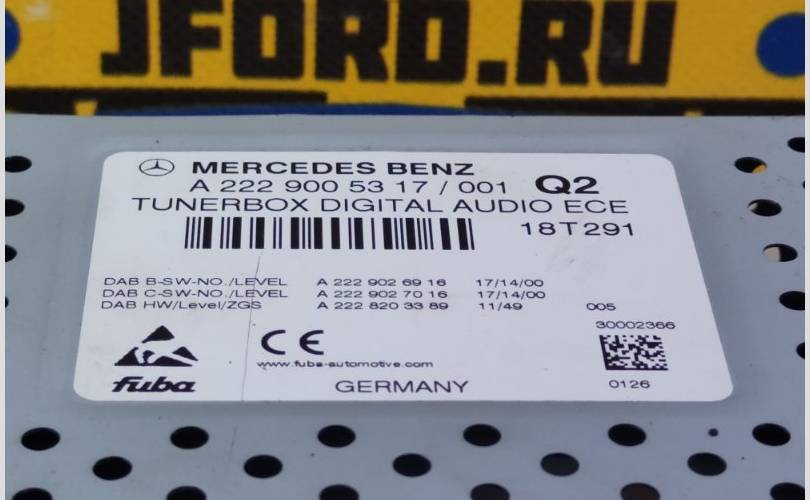 JFORD.RU
MERCEDES BENZ
A 222 900 53 17 / 001 Q2
TUNERBOX DIGITAL AUDIO ECE
18T291
DAB B-SW-NO./LEVEL A 222 902 69 16 17/14/00
DAB C-SW-NO./LEVEL A 222 902 70 16 17/14/00
DAB HW/Level/ZGS A 222 820 33 89 11/49 005
30002366
CE
www.fuba-automotive.com
fuba GERMANY 0126